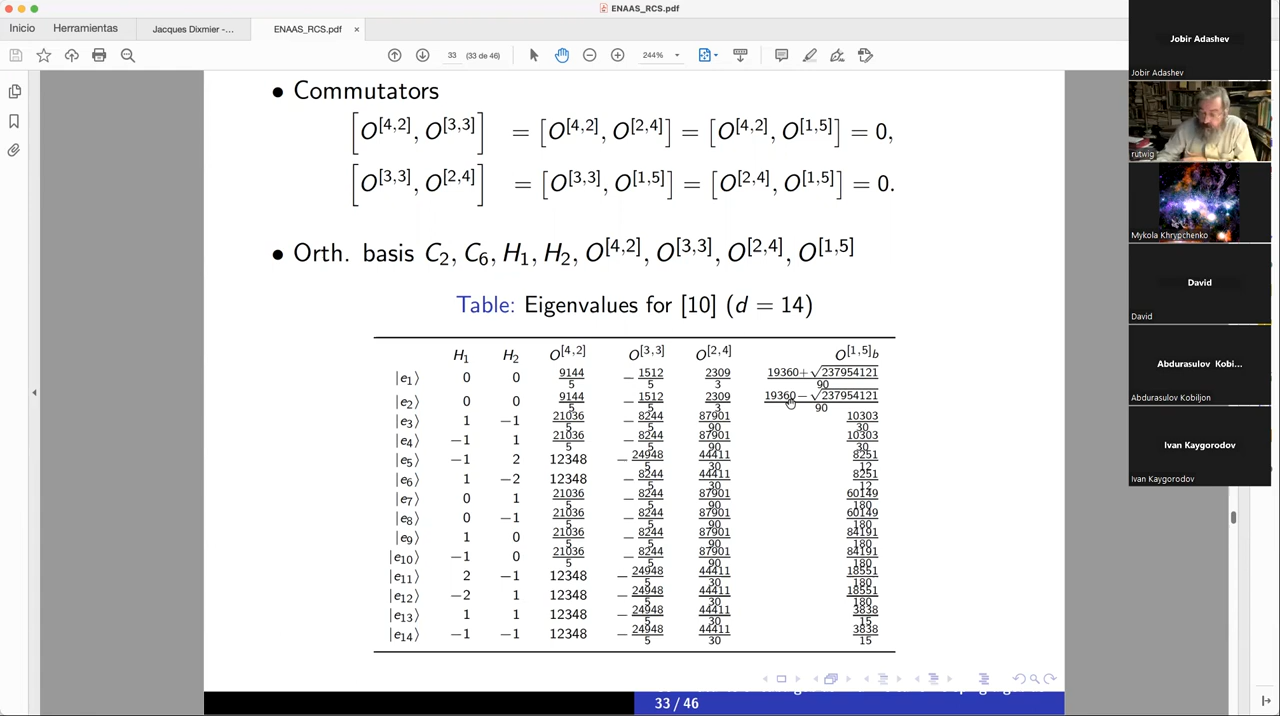 ENAAS_RCS.pdf
Inicio Herramientas Jacques Dixmier -... ENAAS_RCS.pdf ×
33 (33 de 46) 244%
• Commutators
[O^[4,2], O^[3,3]] = [O^[4,2], O^[2,4]] = [O^[4,2], O^[1,5]] = 0,
[O^[3,3], O^[2,4]] = [O^[3,3], O^[1,5]] = [O^[2,4], O^[1,5]] = 0.
• Orth. basis C₂, C₆, H₁, H₂, O^[4,2], O^[3,3], O^[2,4], O^[1,5]
Table: Eigenvalues for [10] (d = 14)
H₁ H₂ O^[4,2] O^[3,3] O^[2,4] O^[1,5]b
|e₁⟩ 0 0 9144/5 −1512/5 2309/3 (19360+√237954121)/90
|e₂⟩ 0 0 9144/5 −1512/5 2309/3 (19360−√237954121)/90
|e₃⟩ 1 −1 21036/5 −8244/5 87901/90 10303/30
|e₄⟩ −1 1 21036/5 −8244/5 87901/90 10303/30
|e₅⟩ −1 2 12348 −24948/5 44411/30 8251/12
|e₆⟩ 1 −2 12348 −8244/5 44411/30 8251/12
|e₇⟩ 0 1 21036/5 −8244/5 87901/90 60149/180
|e₈⟩ 0 −1 21036/5 −8244/5 87901/90 60149/180
|e₉⟩ 1 0 21036/5 −8244/5 87901/90 84191/180
|e₁₀⟩ −1 0 21036/5 −8244/5 87901/90 84191/180
|e₁₁⟩ 2 −1 12348 −24948/5 44411/30 18551/180
|e₁₂⟩ −2 1 12348 −24948/5 44411/30 18551/180
|e₁₃⟩ 1 1 12348 −24948/5 44411/30 3838/15
|e₁₄⟩ −1 −1 12348 −24948/5 44411/30 3838/15
33 / 46
Jobir Adashev
Jobir Adashev
rutwig
Mykola Khrypchenko
David
David
Abdurasulov Kobi...
Abdurasulov Kobiljon
Ivan Kaygorodov
Ivan Kaygorodov